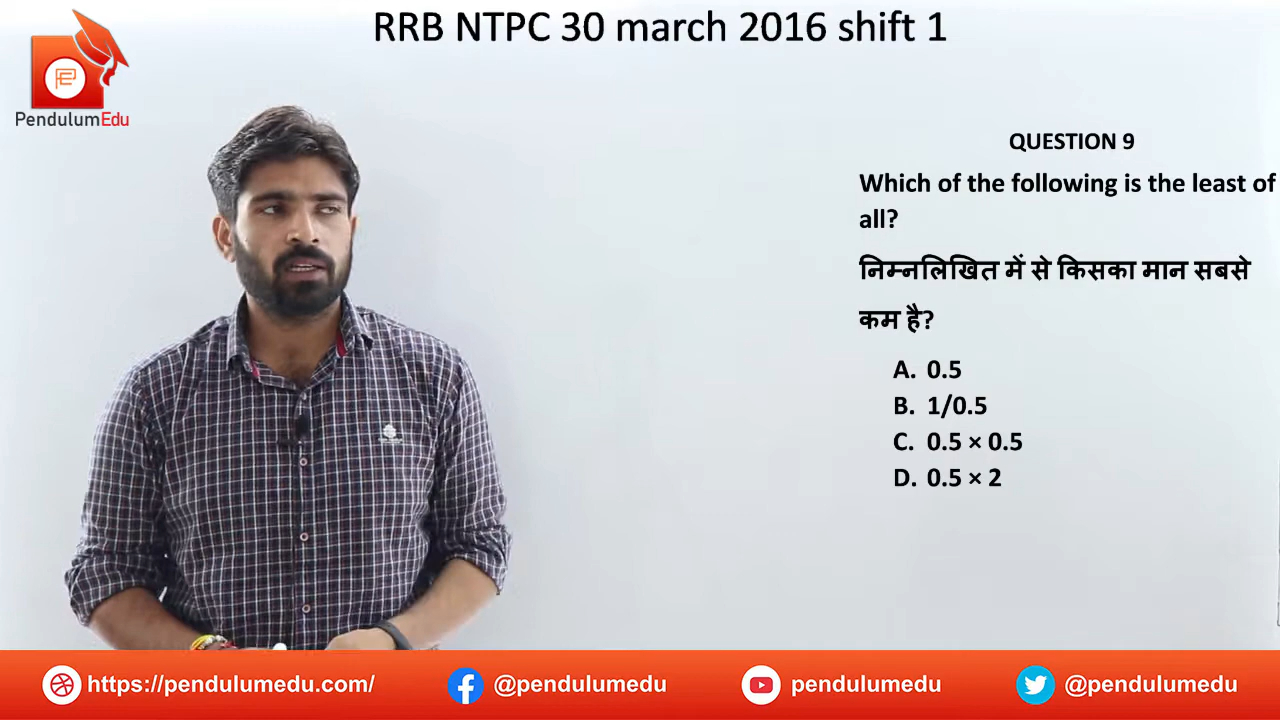 RRB NTPC 30 march 2016 shift 1
PendulumEdu
QUESTION 9
Which of the following is the least of
all?
निम्नलिखित में से किसका मान सबसे
कम है?
A. 0.5
B. 1/0.5
C. 0.5 × 0.5
D. 0.5 × 2
https://pendulumedu.com/
@pendulumedu
pendulumedu
@pendulumedu